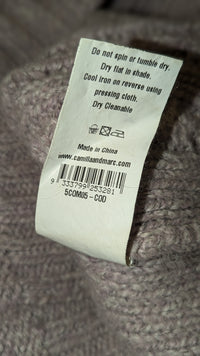 Do not spin or tumble dry.
Dry flat in shade.
Cool iron on reverse using
pressing cloth.
Dry Cleanable
Made in China
www.camillaandmarc.com
9 333799 253281
5COM05-COD